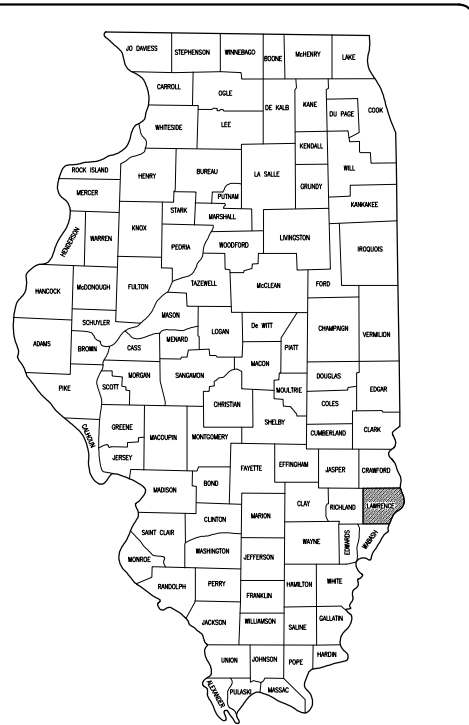 JO DAVIESS
STEPHENSON
WINNEBAGO
BOONE
McHENRY
LAKE
CARROLL
OGLE
DE KALB
KANE
DU PAGE
COOK
WHITESIDE
LEE
KENDALL
WILL
ROCK ISLAND
HENRY
BUREAU
LA SALLE
GRUNDY
MERCER
PUTNAM
KANKAKEE
STARK
MARSHALL
HENDERSON
WARREN
KNOX
PEORIA
WOODFORD
LIVINGSTON
IROQUOIS
HANCOCK
McDONOUGH
FULTON
TAZEWELL
McCLEAN
FORD
MASON
SCHUYLER
LOGAN
De WITT
CHAMPAIGN
VERMILION
ADAMS
BROWN
CASS
MENARD
PIATT
MACON
MORGAN
SANGAMON
DOUGLAS
PIKE
SCOTT
MOULTRIE
EDGAR
CHRISTIAN
COLES
SHELBY
CALHOUN
GREENE
MACOUPIN
MONTGOMERY
CUMBERLAND
CLARK
JERSEY
FAYETTE
EFFINGHAM
JASPER
CRAWFORD
MADISON
BOND
CLAY
RICHLAND
LAWRENCE
CLINTON
MARION
SAINT CLAIR
WAYNE
EDWARDS
WABASH
WASHINGTON
JEFFERSON
MONROE
RANDOLPH
PERRY
HAMILTON
WHITE
FRANKLIN
JACKSON
WILLIAMSON
SALINE
GALLATIN
UNION
JOHNSON
POPE
HARDIN
ALEXANDER
PULASKI
MASSAC